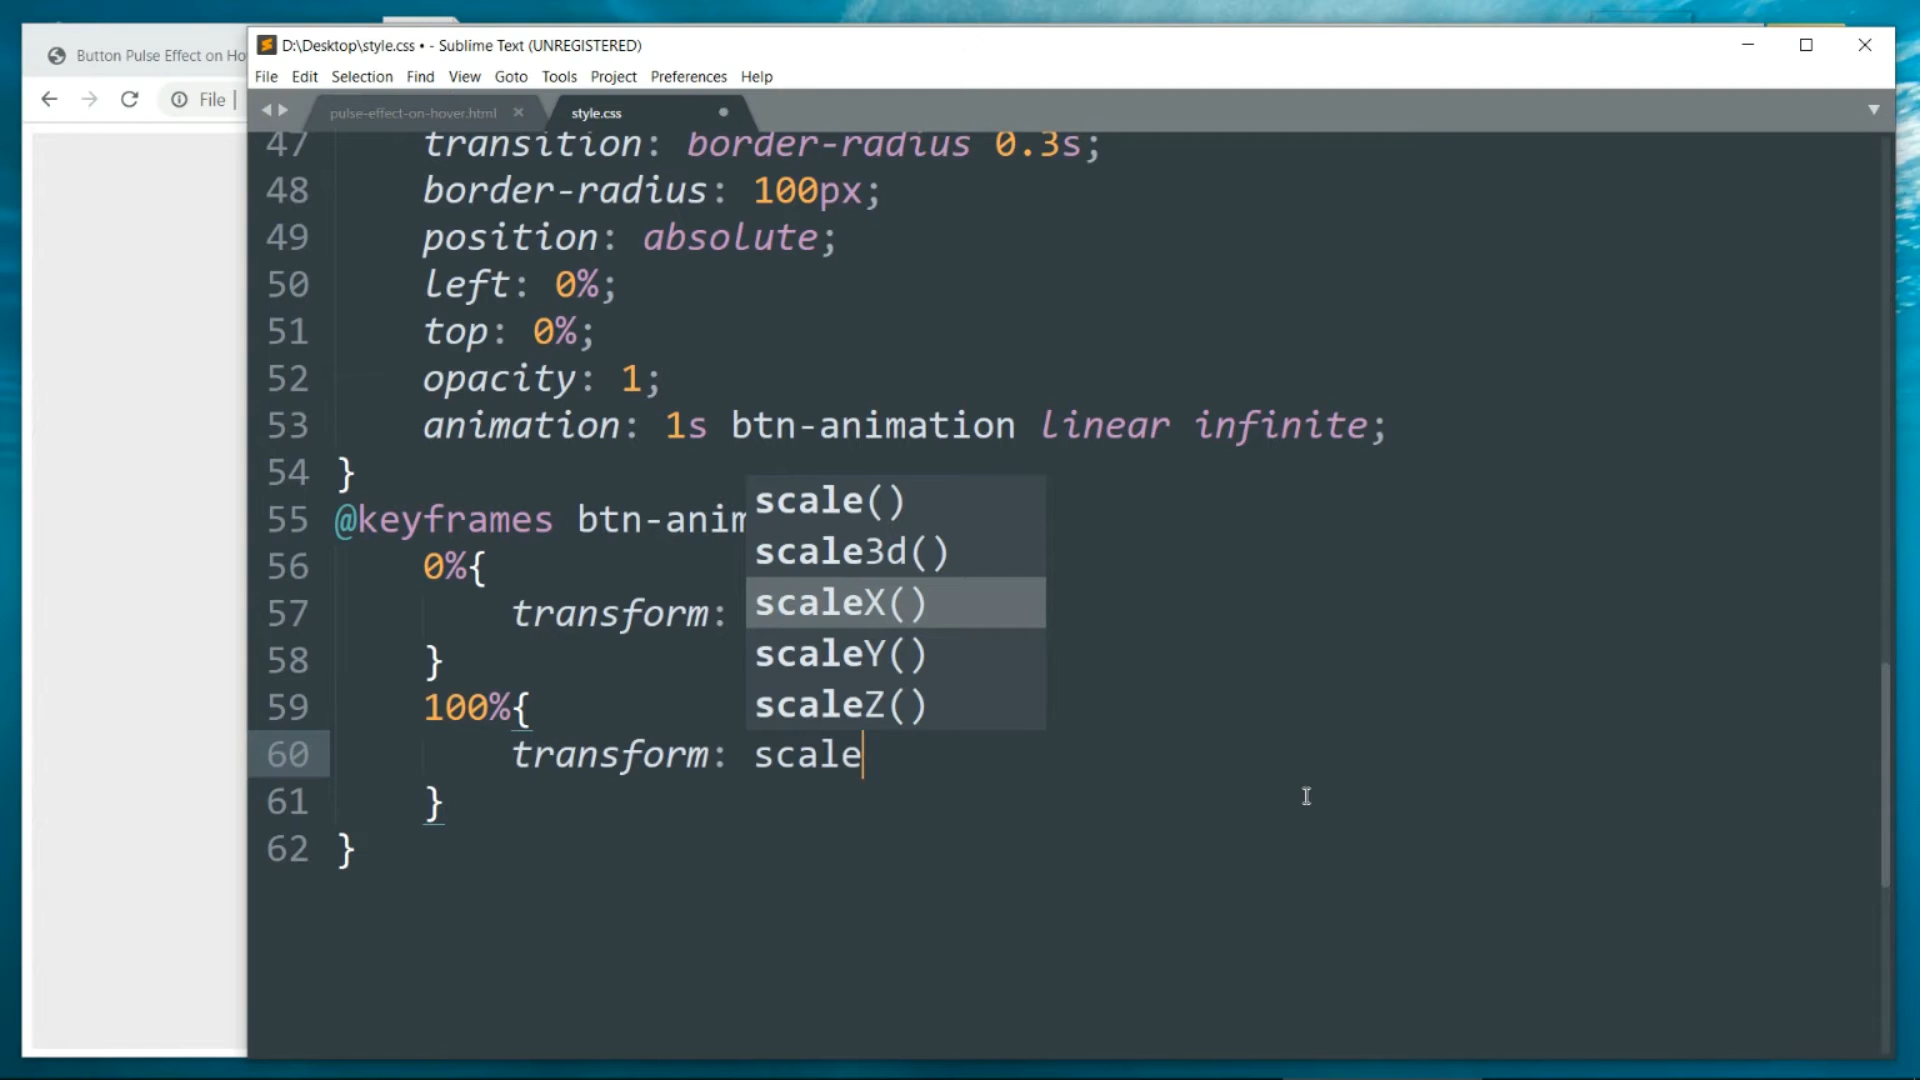 Button Pulse Effect on Ho
File |
D:\Desktop\style.css • - Sublime Text (UNREGISTERED)
File Edit Selection Find View Goto Tools Project Preferences Help
pulse-effect-on-hover.html style.css
47 transition: border-radius 0.3s;
48 border-radius: 100px;
49 position: absolute;
50 left: 0%;
51 top: 0%;
52 opacity: 1;
53 animation: 1s btn-animation linear infinite;
54 }
55 @keyframes btn-anim
56 0%{
57 transform:
58 }
59 100%{
60 transform: scale
61 }
62 }
scale()
scale3d()
scaleX()
scaleY()
scaleZ()